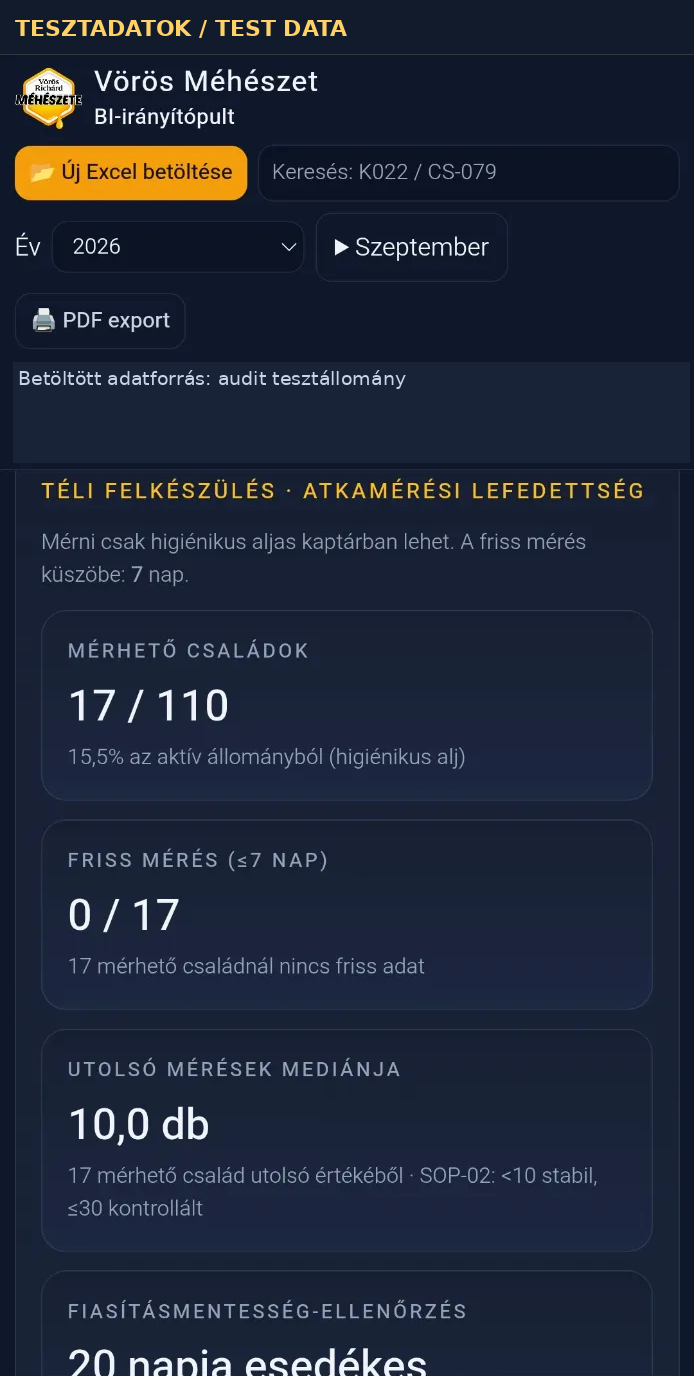 TESZTADATOK / TEST DATA
Vörös
Richárd
MÉHÉSZETE
Vörös Méhészet
BI-irányítópult
Új Excel betöltése
Keresés: K022 / CS-079
Év
2026
Szeptember
PDF export
Betöltött adatforrás: audit tesztállomány
TÉLI FELKÉSZÜLÉS · ATKAMÉRÉSI LEFEDETTSÉG
Mérni csak higiénikus aljas kaptárban lehet. A friss mérés
küszöbe: 7 nap.
MÉRHETŐ CSALÁDOK
17 / 110
15,5% az aktív állományból (higiénikus alj)
FRISS MÉRÉS (≤7 NAP)
0 / 17
17 mérhető családnál nincs friss adat
UTOLSÓ MÉRÉSEK MEDIÁNJA
10,0 db
17 mérhető család utolsó értékéből · SOP-02: <10 stabil,
≤30 kontrollált
FIASÍTÁSMENTESSÉG-ELLENŐRZÉS
20 napja esedékes